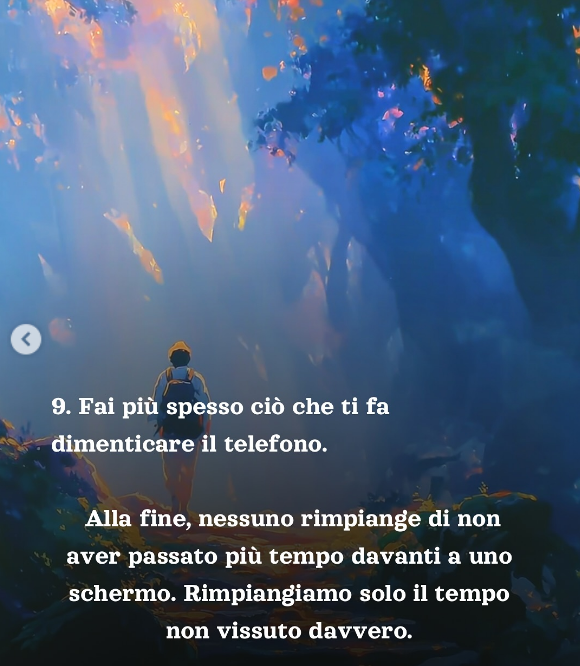 9. Fai più spesso ciò che ti fa
dimenticare il telefono.
Alla fine, nessuno rimpiange di non
aver passato più tempo davanti a uno
schermo. Rimpiangiamo solo il tempo
non vissuto davvero.